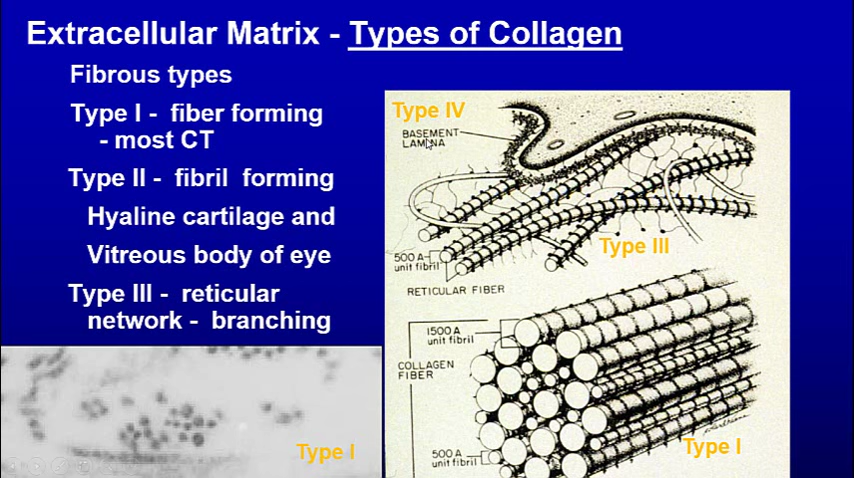 Extracellular Matrix - Types of Collagen
Fibrous types
Type I - fiber forming
- most CT
Type II - fibril forming
Hyaline cartilage and
Vitreous body of eye
Type III - reticular
network - branching
Type I
Type IV
BASEMENT
LAMINA
Type III
500 A
unit fibril
RETICULAR FIBER
1500 A
unit fibril
COLLAGEN
FIBER
500 A
unit fibril
Type I